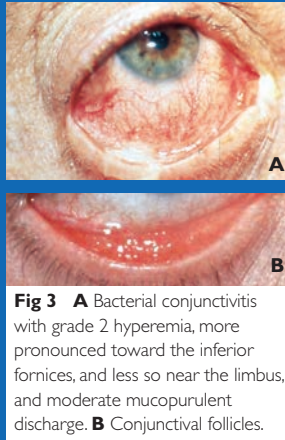 A
B
Fig 3 A Bacterial conjunctivitis
with grade 2 hyperemia, more
pronounced toward the inferior
fornices, and less so near the limbus,
and moderate mucopurulent
discharge. B Conjunctival follicles.